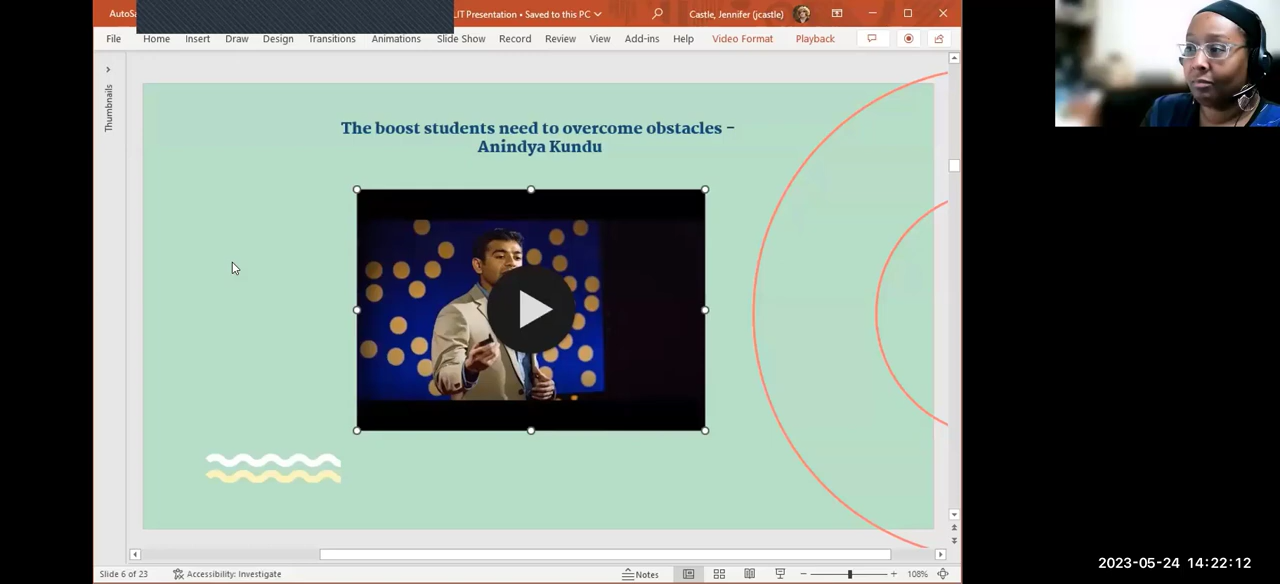 AutoSa
LIT Presentation • Saved to this PC
Castle, Jennifer (jcastle)
File Home Insert Draw Design Transitions Animations Slide Show Record Review View Add-ins Help Video Format Playback
Thumbnails
The boost students need to overcome obstacles –
Anindya Kundu
Slide 6 of 23 Accessibility: Investigate Notes 108%
2023-05-24 14:22:12